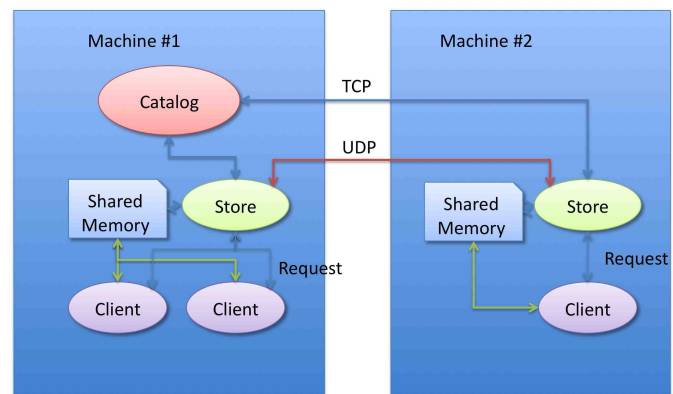 Machine #1
Machine #2
TCP
Catalog
UDP
Shared
Memory
Store
Shared
Memory
Store
Request
Request
Client
Client
Client